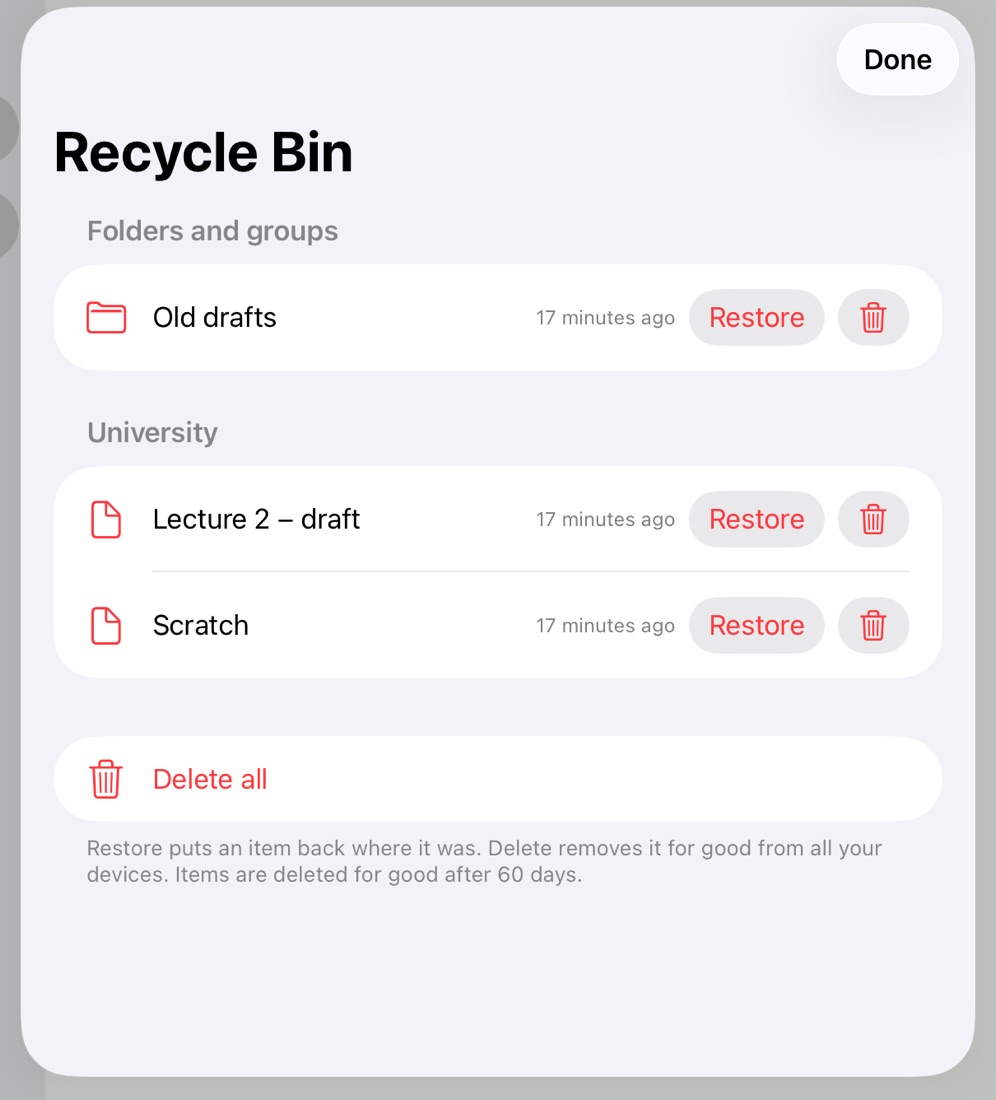 Done
Recycle Bin
Folders and groups
Old drafts 17 minutes ago Restore
University
Lecture 2 – draft 17 minutes ago Restore
Scratch 17 minutes ago Restore
Delete all
Restore puts an item back where it was. Delete removes it for good from all your
devices. Items are deleted for good after 60 days.